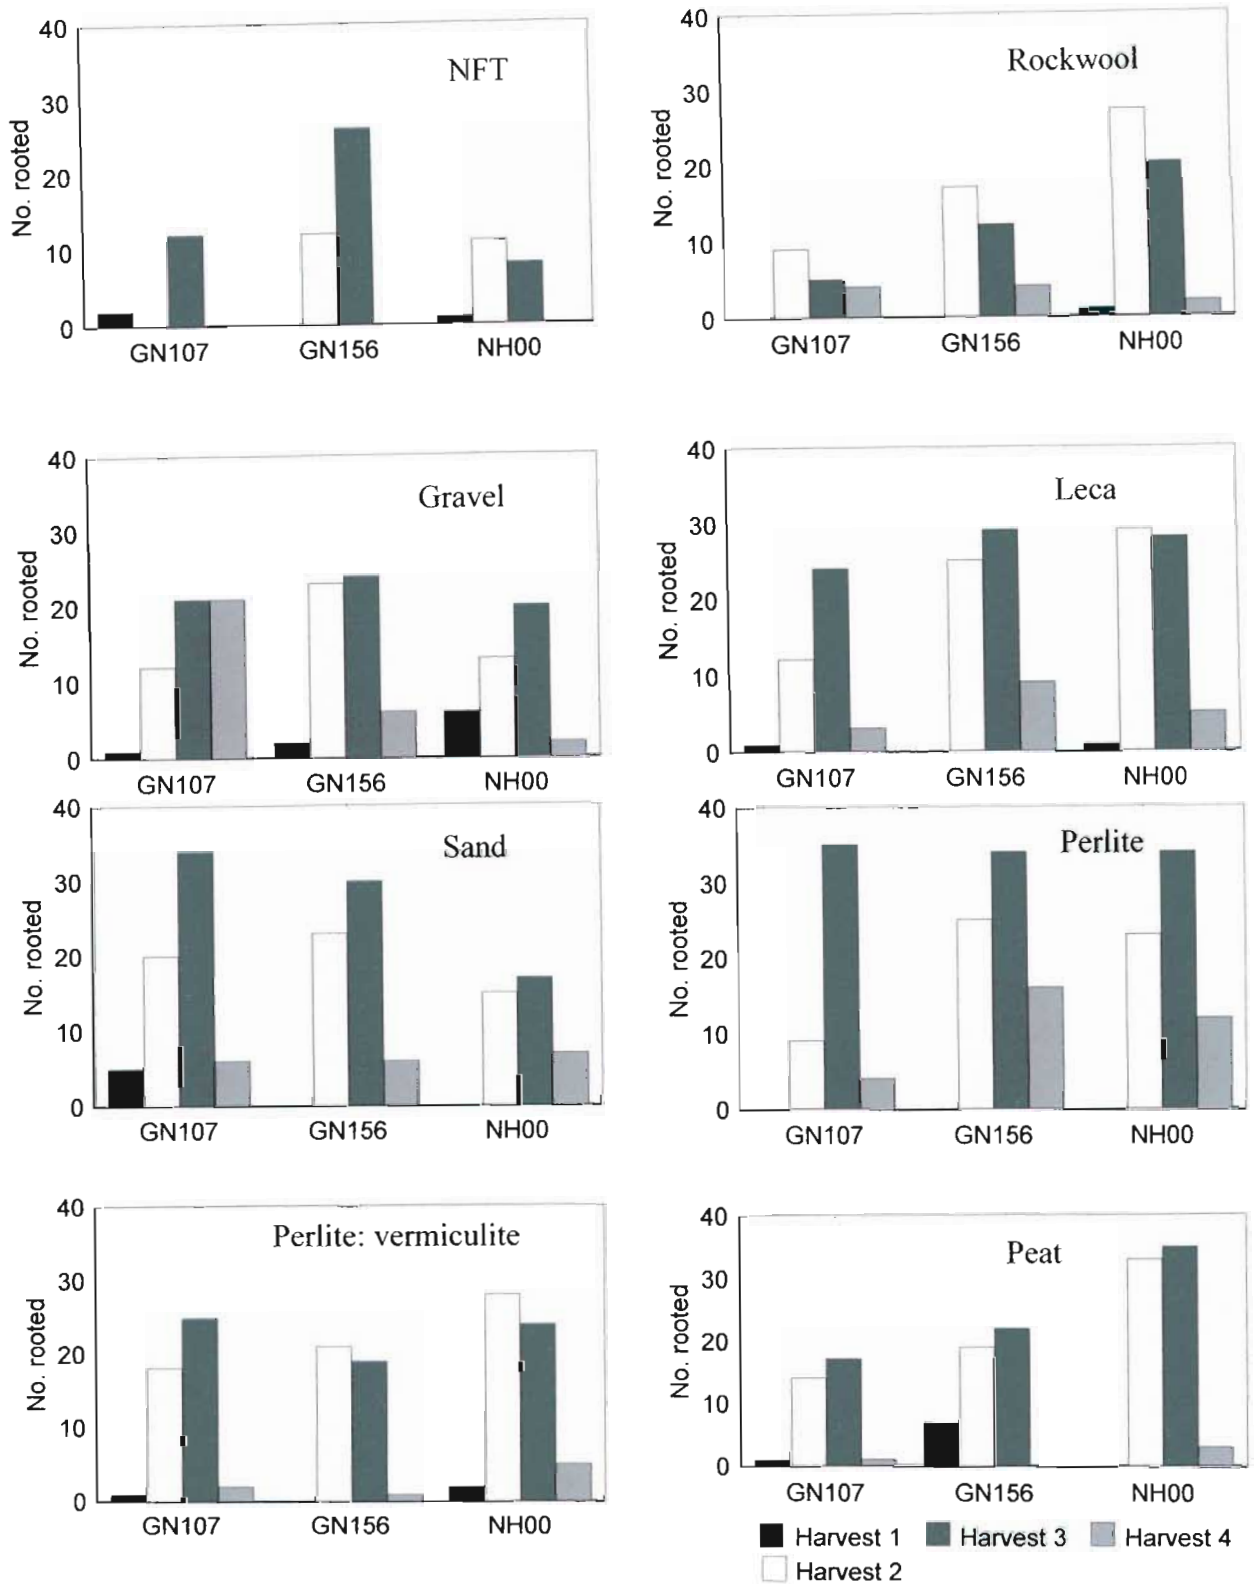 NFT
No. rooted
40
30
20
10
0
GN107 GN156 NH00
Rockwool
No. rooted
40
30
20
10
0
GN107 GN156 NH00
Gravel
No. rooted
40
30
20
10
0
GN107 GN156 NH00
Leca
No. rooted
40
30
20
10
0
GN107 GN156 NH00
Sand
No. rooted
40
30
20
10
0
GN107 GN156 NH00
Perlite
No. rooted
40
30
20
10
0
GN107 GN156 NH00
Perlite: vermiculite
No. rooted
40
30
20
10
0
GN107 GN156 NH00
Peat
No. rooted
40
30
20
10
0
GN107 GN156 NH00
Harvest 1 Harvest 3 Harvest 4
Harvest 2